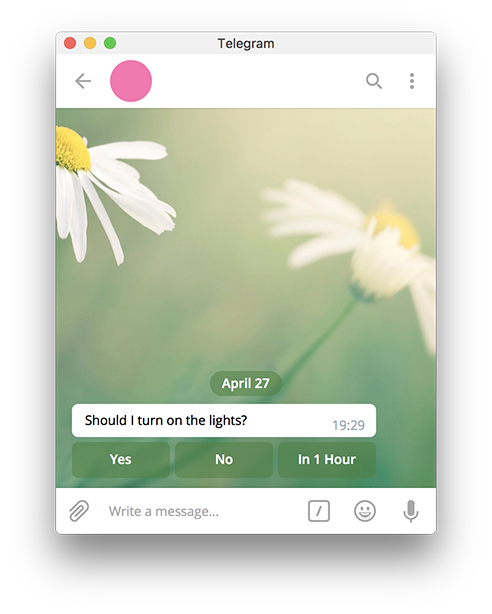 Telegram
April 27
Should I turn on the lights?
19:29
Yes No In 1 Hour
Write a message...
/